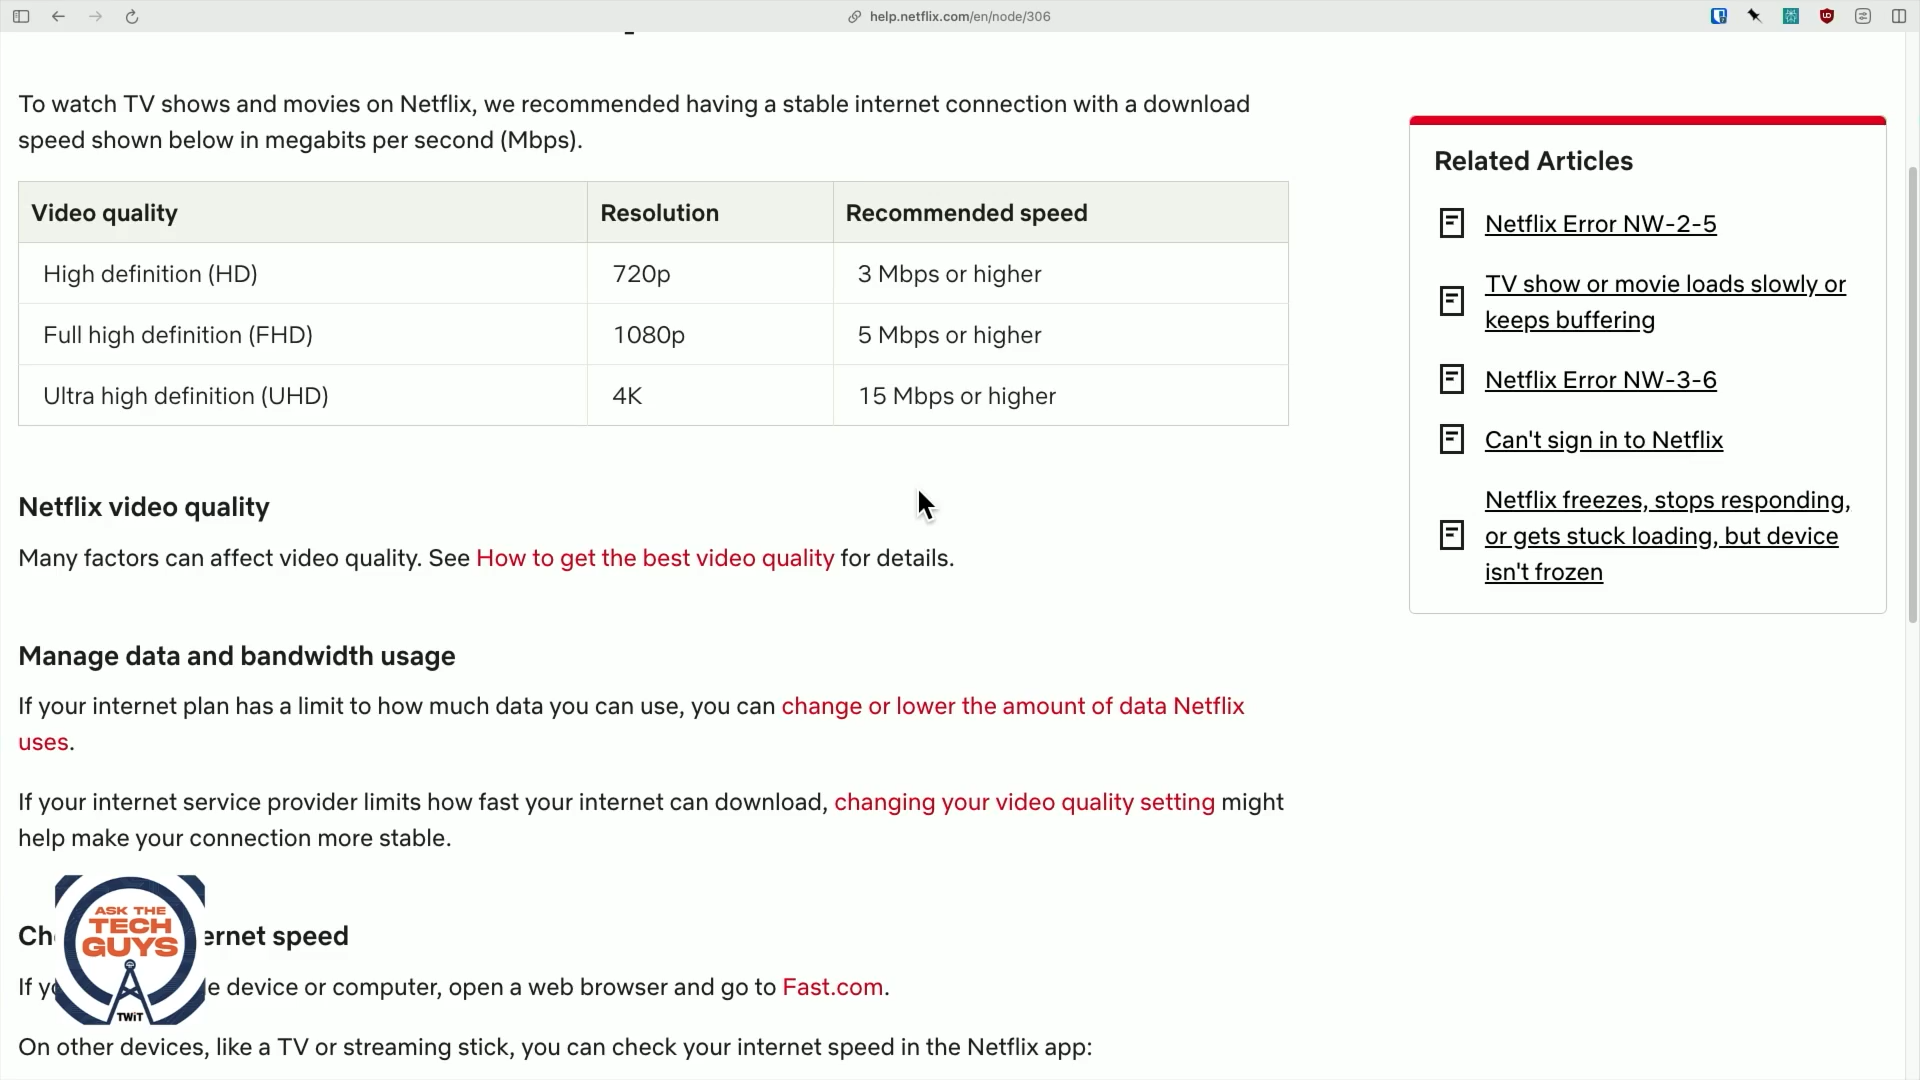 help.netflix.com/en/node/306
To watch TV shows and movies on Netflix, we recommended having a stable internet connection with a download
speed shown below in megabits per second (Mbps).
Video quality Resolution Recommended speed
High definition (HD) 720p 3 Mbps or higher
Full high definition (FHD) 1080p 5 Mbps or higher
Ultra high definition (UHD) 4K 15 Mbps or higher
Netflix video quality
Many factors can affect video quality. See How to get the best video quality for details.
Manage data and bandwidth usage
If your internet plan has a limit to how much data you can use, you can change or lower the amount of data Netflix
uses.
If your internet service provider limits how fast your internet can download, changing your video quality setting might
help make your connection more stable.
Ch ernet speed
If yo e device or computer, open a web browser and go to Fast.com.
On other devices, like a TV or streaming stick, you can check your internet speed in the Netflix app:
ASK THE
TECH
GUYS
TWiT
Related Articles
Netflix Error NW-2-5
TV show or movie loads slowly or
keeps buffering
Netflix Error NW-3-6
Can't sign in to Netflix
Netflix freezes, stops responding,
or gets stuck loading, but device
isn't frozen